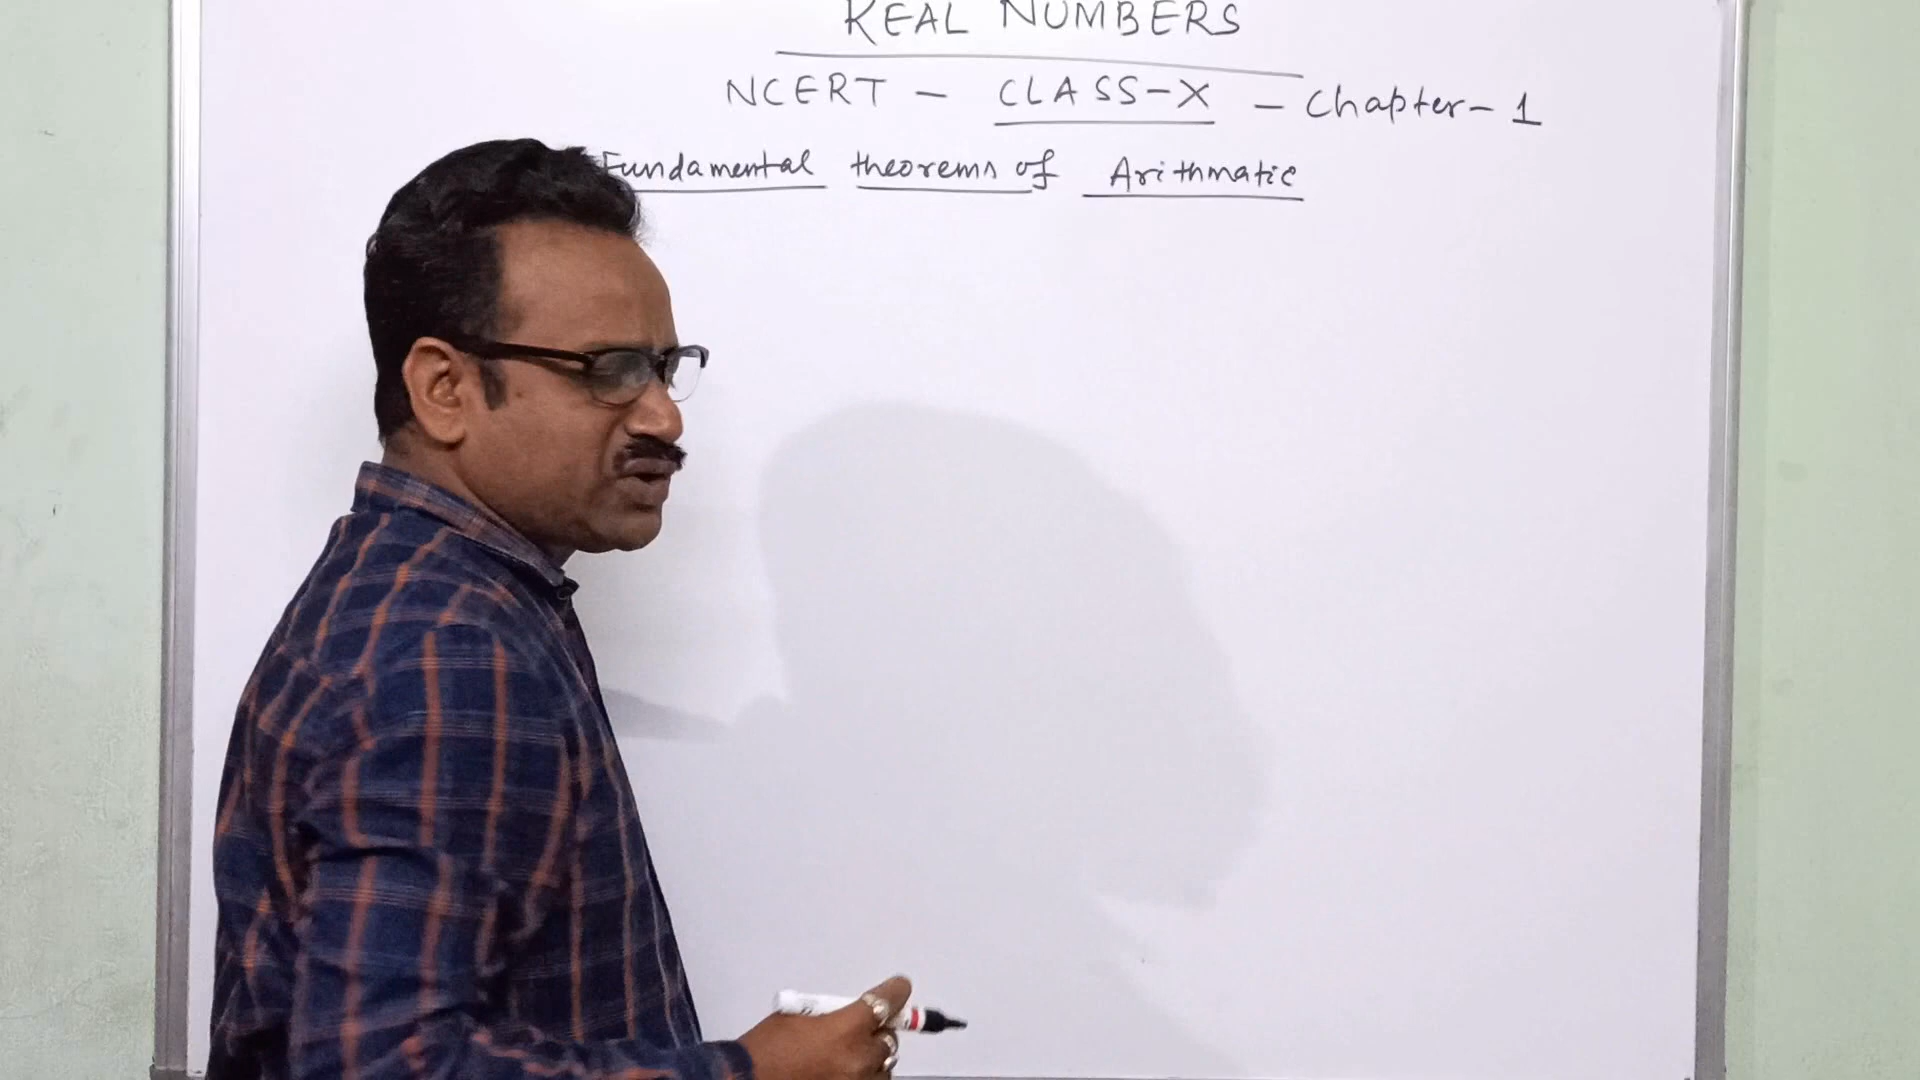 REAL NUMBERS
NCERT - CLASS-X - Chapter-1
Fundamental theorems of Arithmatic